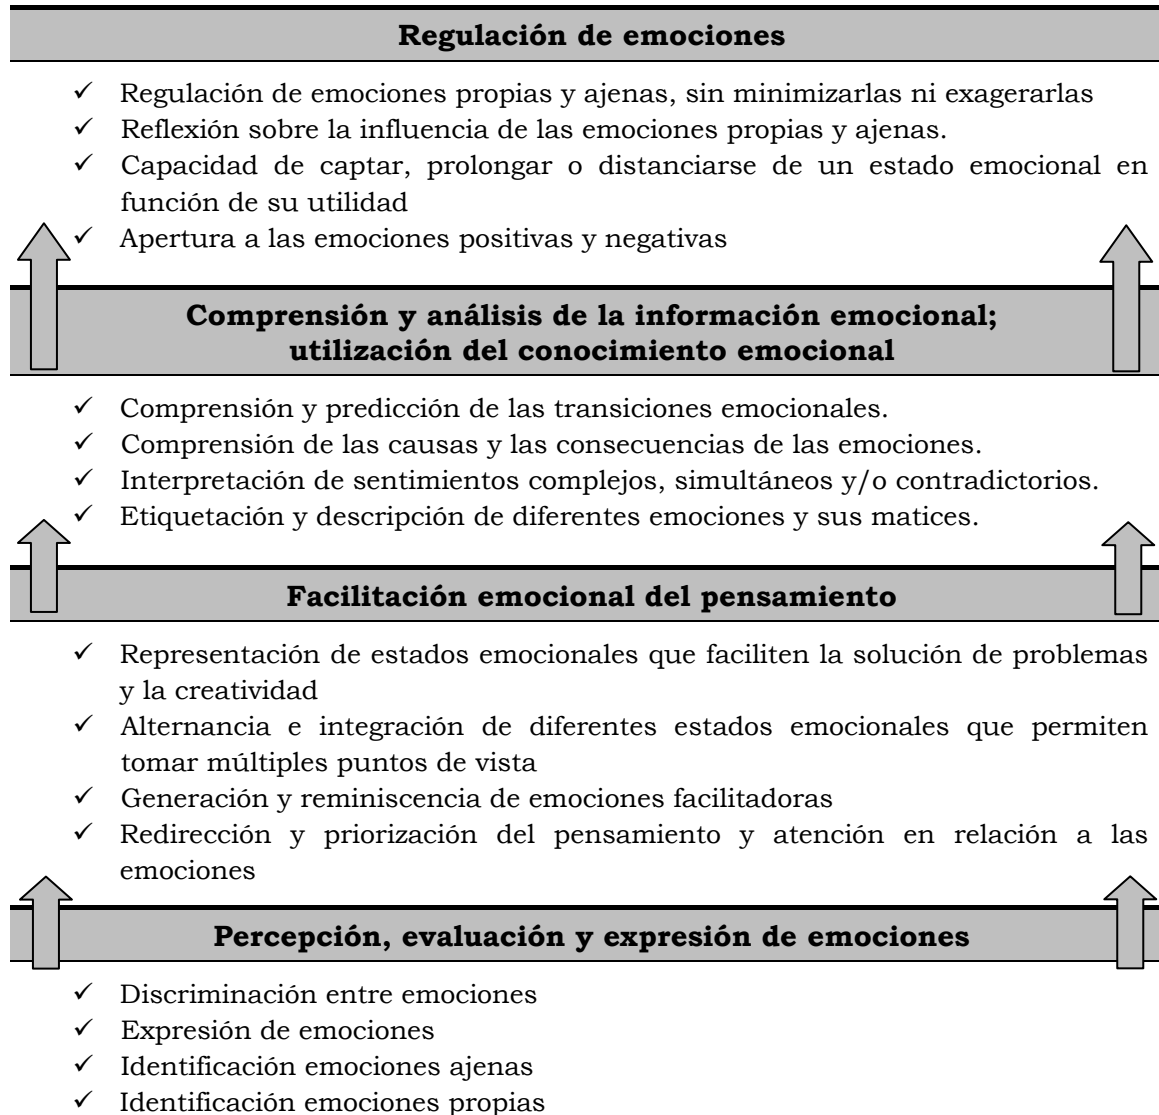 Regulación de emociones
✓ Regulación de emociones propias y ajenas, sin minimizarlas ni exagerarlas
✓ Reflexión sobre la influencia de las emociones propias y ajenas.
✓ Capacidad de captar, prolongar o distanciarse de un estado emocional en
función de su utilidad
✓ Apertura a las emociones positivas y negativas
Comprensión y análisis de la información emocional;
utilización del conocimiento emocional
✓ Comprensión y predicción de las transiciones emocionales.
✓ Comprensión de las causas y las consecuencias de las emociones.
✓ Interpretación de sentimientos complejos, simultáneos y/o contradictorios.
✓ Etiquetación y descripción de diferentes emociones y sus matices.
Facilitación emocional del pensamiento
✓ Representación de estados emocionales que faciliten la solución de problemas
y la creatividad
✓ Alternancia e integración de diferentes estados emocionales que permiten
tomar múltiples puntos de vista
✓ Generación y reminiscencia de emociones facilitadoras
✓ Redirección y priorización del pensamiento y atención en relación a las
emociones
Percepción, evaluación y expresión de emociones
✓ Discriminación entre emociones
✓ Expresión de emociones
✓ Identificación emociones ajenas
✓ Identificación emociones propias